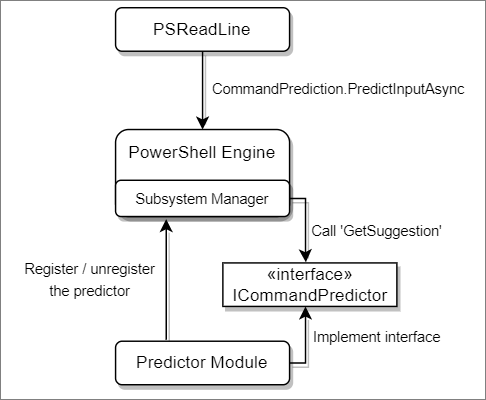 PSReadLine
CommandPrediction.PredictInputAsync
PowerShell Engine
Subsystem Manager
Call 'GetSuggestion'
Register / unregister
the predictor
«interface»
ICommandPredictor
Implement interface
Predictor Module